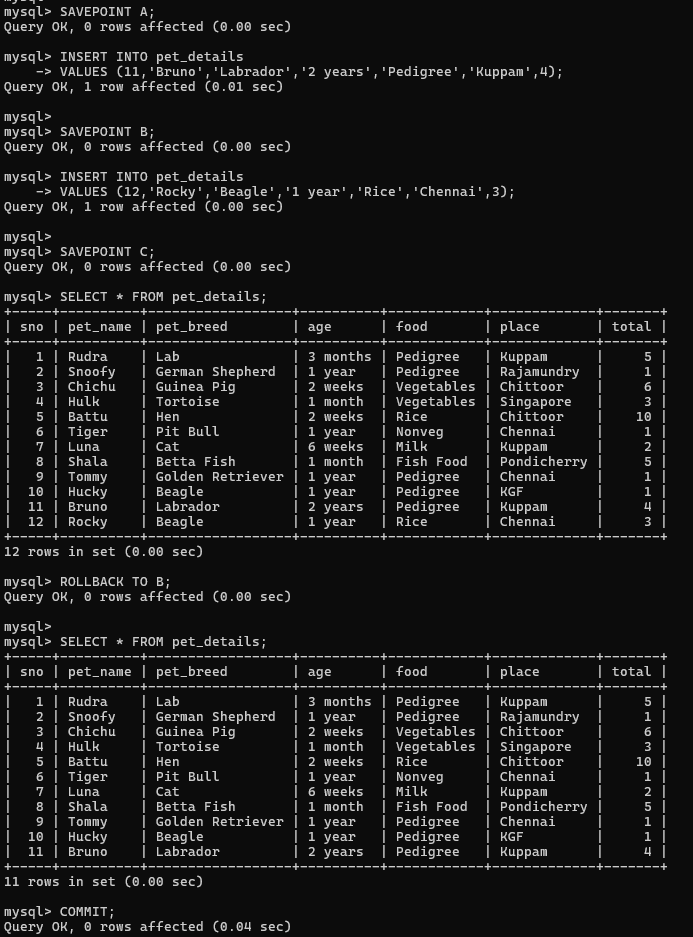 mysql>
mysql> SAVEPOINT A;
Query OK, 0 rows affected (0.00 sec)
mysql> INSERT INTO pet_details
    -> VALUES (11,'Bruno','Labrador','2 years','Pedigree','Kuppam',4);
Query OK, 1 row affected (0.01 sec)
mysql>
mysql> SAVEPOINT B;
Query OK, 0 rows affected (0.00 sec)
mysql> INSERT INTO pet_details
    -> VALUES (12,'Rocky','Beagle','1 year','Rice','Chennai',3);
Query OK, 1 row affected (0.00 sec)
mysql>
mysql> SAVEPOINT C;
Query OK, 0 rows affected (0.00 sec)
mysql> SELECT * FROM pet_details;
+-----+----------+------------------+----------+------------+-------------+-------+
| sno | pet_name | pet_breed        | age      | food       | place       | total |
+-----+----------+------------------+----------+------------+-------------+-------+
|   1 | Rudra    | Lab              | 3 months | Pedigree   | Kuppam      |     5 |
|   2 | Snoofy   | German Shepherd  | 1 year   | Pedigree   | Rajamundry  |     1 |
|   3 | Chichu   | Guinea Pig       | 2 weeks  | Vegetables | Chittoor    |     6 |
|   4 | Hulk     | Tortoise         | 1 month  | Vegetables | Singapore   |     3 |
|   5 | Battu    | Hen              | 2 weeks  | Rice       | Chittoor    |    10 |
|   6 | Tiger    | Pit Bull         | 1 year   | Nonveg     | Chennai     |     1 |
|   7 | Luna     | Cat              | 6 weeks  | Milk       | Kuppam      |     2 |
|   8 | Shala    | Betta Fish       | 1 month  | Fish Food  | Pondicherry |     5 |
|   9 | Tommy    | Golden Retriever | 1 year   | Pedigree   | Chennai     |     1 |
|  10 | Hucky    | Beagle           | 1 year   | Pedigree   | KGF         |     1 |
|  11 | Bruno    | Labrador         | 2 years  | Pedigree   | Kuppam      |     4 |
|  12 | Rocky    | Beagle           | 1 year   | Rice       | Chennai     |     3 |
+-----+----------+------------------+----------+------------+-------------+-------+
12 rows in set (0.00 sec)
mysql> ROLLBACK TO B;
Query OK, 0 rows affected (0.00 sec)
mysql>
mysql> SELECT * FROM pet_details;
+-----+----------+------------------+----------+------------+-------------+-------+
| sno | pet_name | pet_breed        | age      | food       | place       | total |
+-----+----------+------------------+----------+------------+-------------+-------+
|   1 | Rudra    | Lab              | 3 months | Pedigree   | Kuppam      |     5 |
|   2 | Snoofy   | German Shepherd  | 1 year   | Pedigree   | Rajamundry  |     1 |
|   3 | Chichu   | Guinea Pig       | 2 weeks  | Vegetables | Chittoor    |     6 |
|   4 | Hulk     | Tortoise         | 1 month  | Vegetables | Singapore   |     3 |
|   5 | Battu    | Hen              | 2 weeks  | Rice       | Chittoor    |    10 |
|   6 | Tiger    | Pit Bull         | 1 year   | Nonveg     | Chennai     |     1 |
|   7 | Luna     | Cat              | 6 weeks  | Milk       | Kuppam      |     2 |
|   8 | Shala    | Betta Fish       | 1 month  | Fish Food  | Pondicherry |     5 |
|   9 | Tommy    | Golden Retriever | 1 year   | Pedigree   | Chennai     |     1 |
|  10 | Hucky    | Beagle           | 1 year   | Pedigree   | KGF         |     1 |
|  11 | Bruno    | Labrador         | 2 years  | Pedigree   | Kuppam      |     4 |
+-----+----------+------------------+----------+------------+-------------+-------+
11 rows in set (0.00 sec)
mysql> COMMIT;
Query OK, 0 rows affected (0.04 sec)